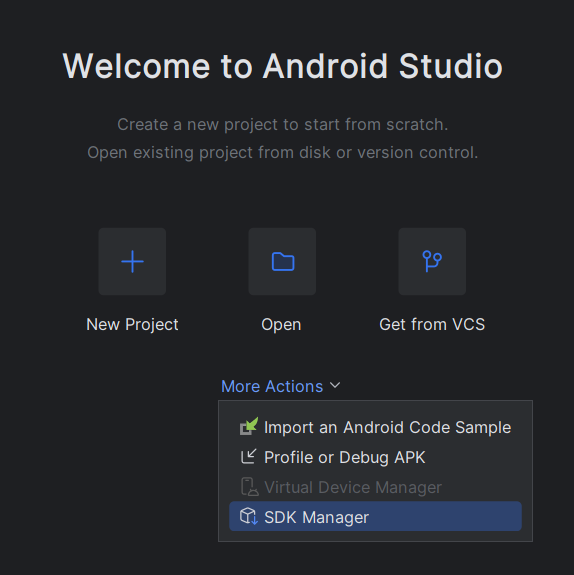 Welcome to Android Studio
Create a new project to start from scratch.
Open existing project from disk or version control.
New Project
Open
Get from VCS
More Actions
Import an Android Code Sample
Profile or Debug APK
Virtual Device Manager
SDK Manager